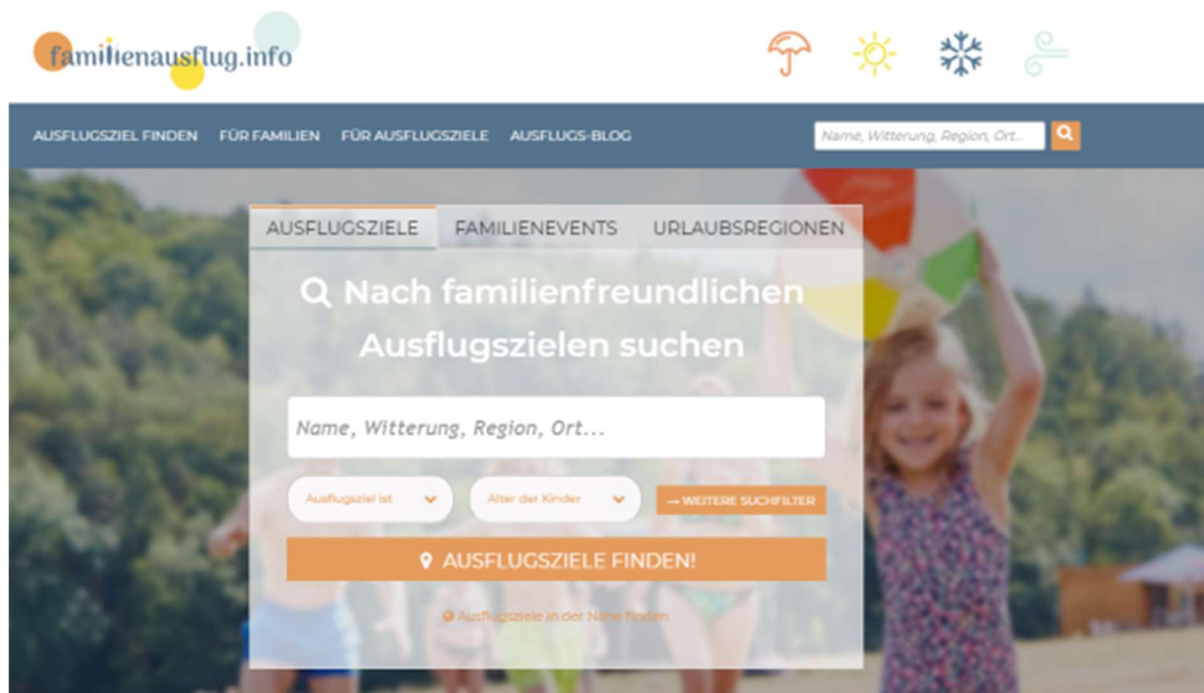 familienausflug.info
AUSFLUGSZIEL FINDEN FÜR FAMILIEN FÜR AUSFLUGSZIELE AUSFLUGS-BLOG Name, Witterung, Region, Ort...
AUSFLUGSZIELE FAMILIENEVENTS URLAUBSREGIONEN
Nach familienfreundlichen
Ausflugszielen suchen
Name, Witterung, Region, Ort...
Ausflugsziel ist Alter der Kinder → WEITERE SUCHFILTER
AUSFLUGSZIELE FINDEN!
Ausflugsziele in der Nähe finden